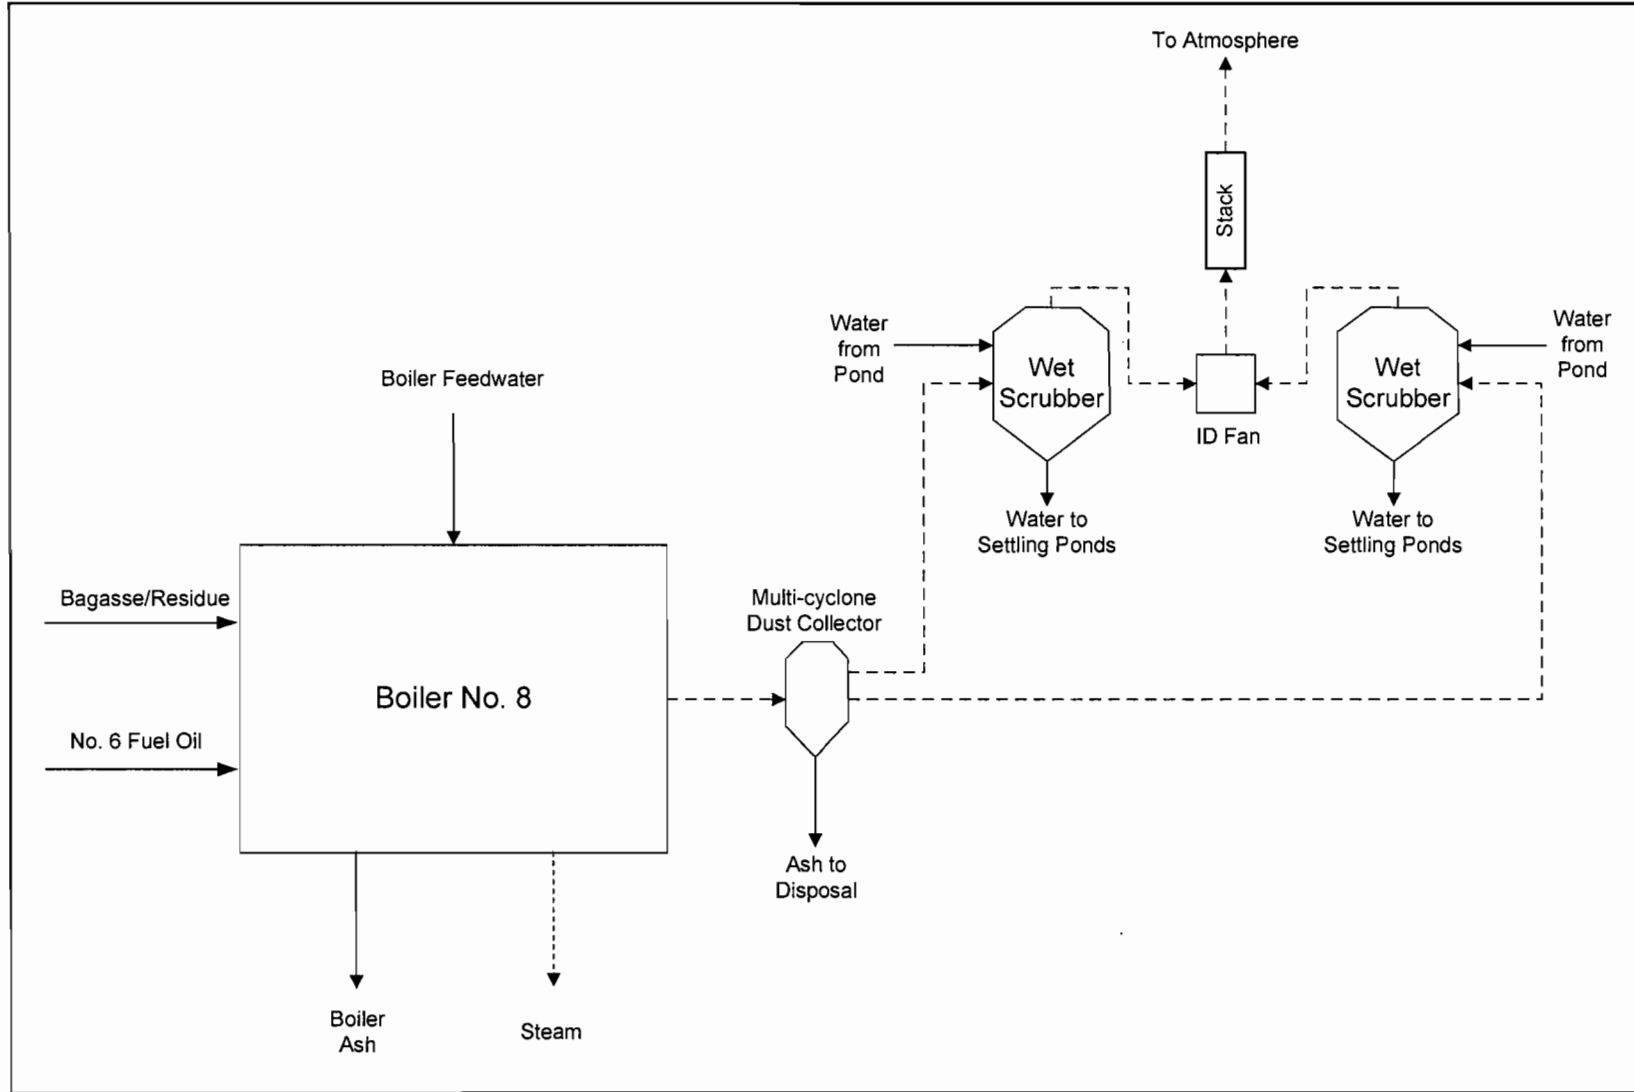 To Atmosphere
Stack
Water
from
Pond
Wet
Scrubber
ID Fan
Wet
Scrubber
Water
from
Pond
Boiler Feedwater
Water to
Settling Ponds
Water to
Settling Ponds
Bagasse/Residue
Multi-cyclone
Dust Collector
Boiler No. 8
No. 6 Fuel Oil
Ash to
Disposal
Boiler
Ash
Steam